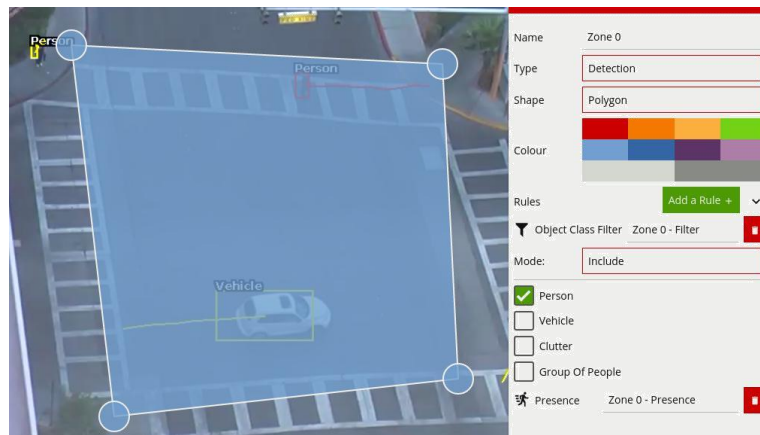 Person
Person
Vehicle
Name Zone 0
Type Detection
Shape Polygon
Colour
Rules Add a Rule +
Object Class Filter Zone 0 - Filter
Mode: Include
Person
Vehicle
Clutter
Group Of People
Presence Zone 0 - Presence